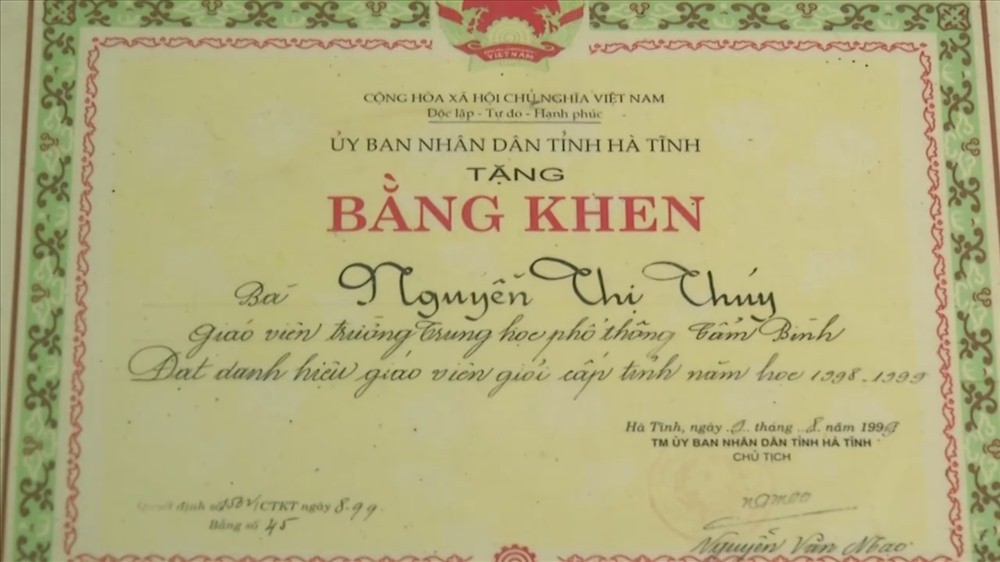 VIỆT NAM
CỘNG HÒA XÃ HỘI CHỦ NGHĨA VIỆT NAM
Độc lập - Tự do - Hạnh phúc
ỦY BAN NHÂN DÂN TỈNH HÀ TĨNH
TẶNG
BẰNG KHEN
Bà Nguyễn Thị Thúy
Giáo viên trường Trung học phổ thông Cẩm Bình
Đạt danh hiệu giáo viên giỏi cấp tỉnh năm học 1998-1999
Hà Tĩnh, ngày tháng 8 năm 1999
TM ỦY BAN NHÂN DÂN TỈNH HÀ TĨNH
CHỦ TỊCH
định số CTKT ngày 8.99
Bằng số 45
Nguyễn Văn